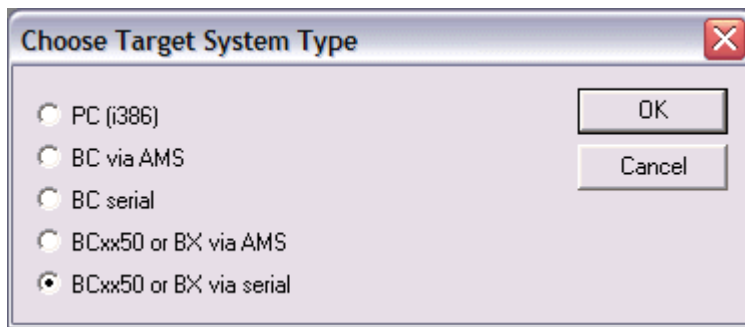 Choose Target System Type
PC (i386)
OK
BC via AMS
Cancel
BC serial
BCxx50 or BX via AMS
BCxx50 or BX via serial